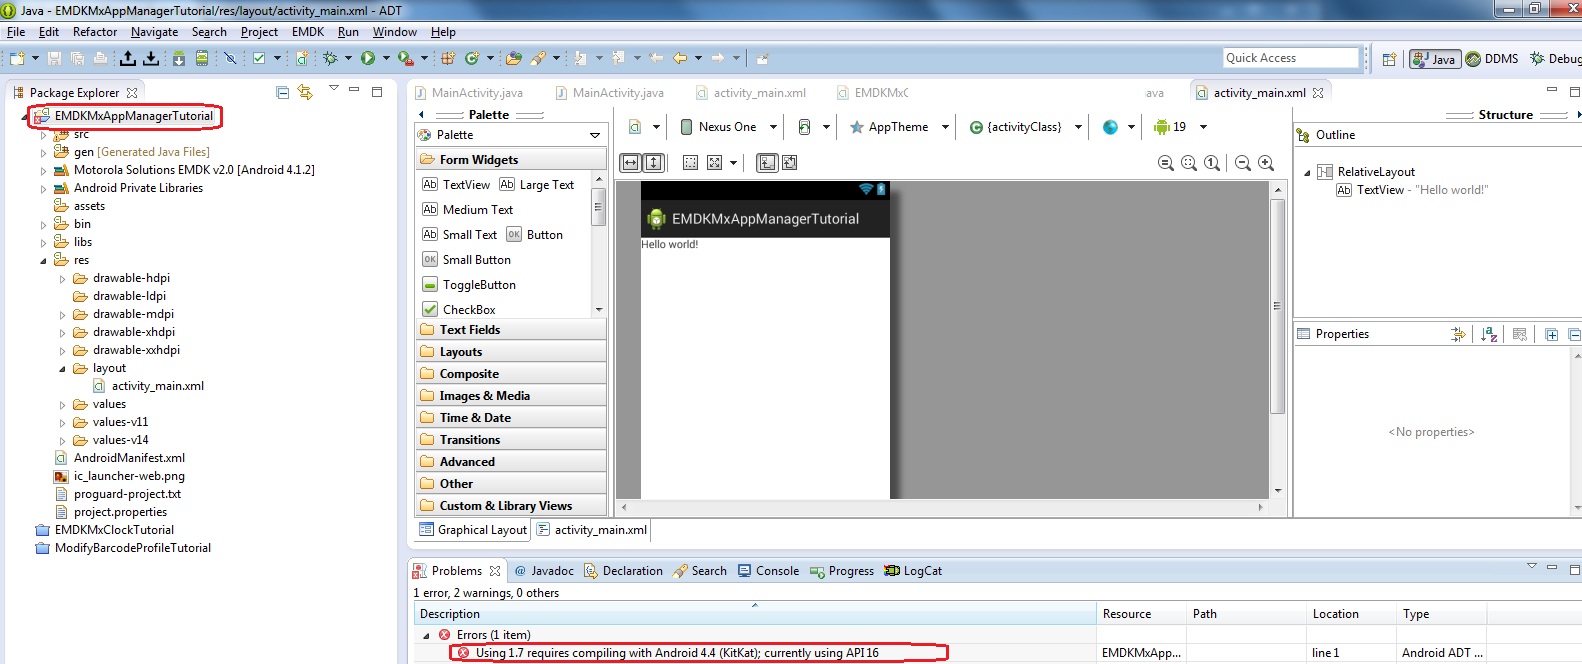 Java - EMDKMxAppManagerTutorial/res/layout/activity_main.xml - ADT
File Edit Refactor Navigate Search Project EMDK Run Window Help
Quick Access
Java DDMS Debug
Package Explorer
EMDKMxAppManagerTutorial
src
gen [Generated Java Files]
Motorola Solutions EMDK v2.0 [Android 4.1.2]
Android Private Libraries
assets
bin
libs
res
drawable-hdpi
drawable-ldpi
drawable-mdpi
drawable-xhdpi
drawable-xxhdpi
layout
activity_main.xml
values
values-v11
values-v14
AndroidManifest.xml
ic_launcher-web.png
proguard-project.txt
project.properties
EMDKMxClockTutorial
ModifyBarcodeProfileTutorial
MainActivity.java MainActivity.java activity_main.xml EMDKMxC ava activity_main.xml
Palette
Palette
Form Widgets
Ab TextView Ab Large Text
Ab Medium Text
Ab Small Text OK Button
OK Small Button
ToggleButton
CheckBox
Text Fields
Layouts
Composite
Images & Media
Time & Date
Transitions
Advanced
Other
Custom & Library Views
Nexus One AppTheme {activityClass} 19
EMDKMxAppManagerTutorial
Hello world!
Graphical Layout activity_main.xml
Structure
Outline
RelativeLayout
Ab TextView - "Hello world!"
Properties
<No properties>
Problems @ Javadoc Declaration Search Console Progress LogCat
1 error, 2 warnings, 0 others
Description Resource Path Location Type
Errors (1 item)
Using 1.7 requires compiling with Android 4.4 (KitKat); currently using API 16 EMDKMxApp... line 1 Android ADT ...